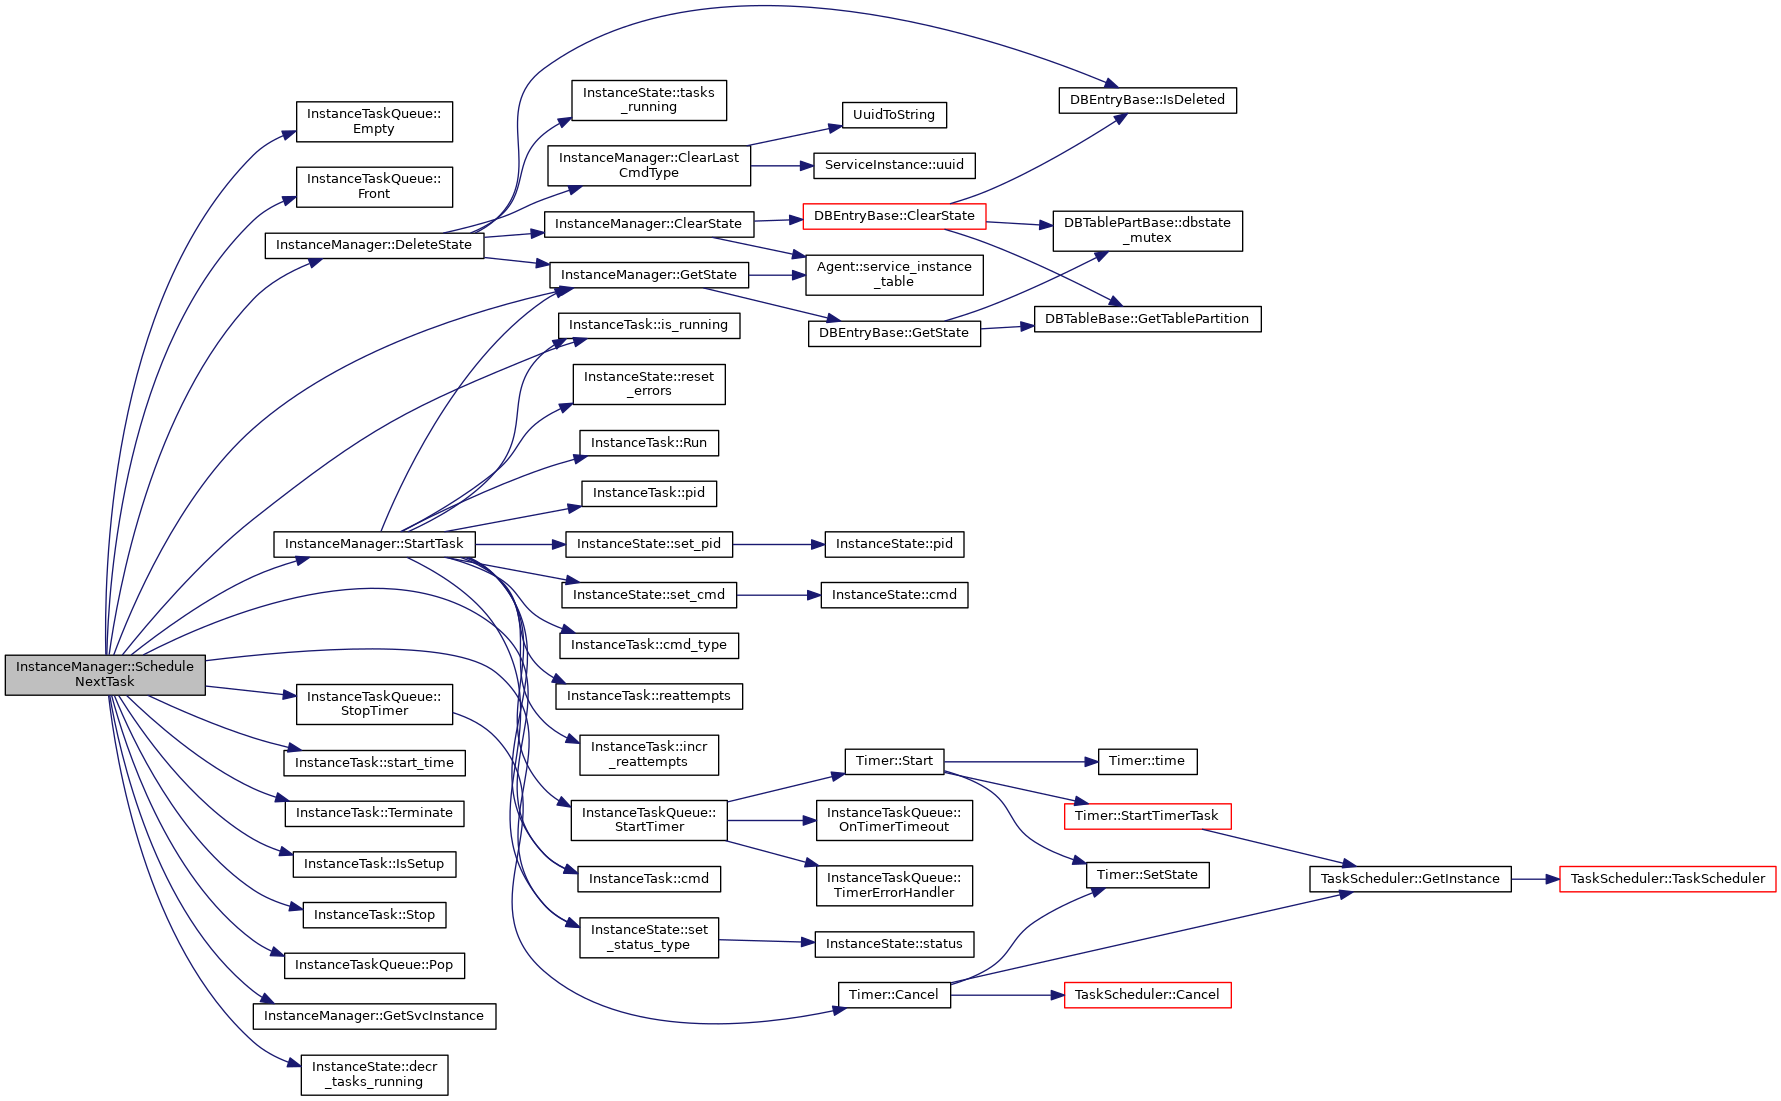 InstanceManager::Schedule
NextTask
InstanceTaskQueue::
Empty
InstanceTaskQueue::
Front
InstanceManager::DeleteState
InstanceManager::StartTask
InstanceTaskQueue::
StopTimer
InstanceTask::start_time
InstanceTask::Terminate
InstanceTask::IsSetup
InstanceTask::Stop
InstanceTaskQueue::Pop
InstanceManager::GetSvcInstance
InstanceState::decr
_tasks_running
InstanceState::tasks
_running
InstanceManager::ClearLast
CmdType
InstanceManager::ClearState
InstanceManager::GetState
InstanceTask::is_running
InstanceState::reset
_errors
InstanceTask::Run
InstanceTask::pid
InstanceState::set_pid
InstanceState::set_cmd
InstanceTask::cmd_type
InstanceTask::reattempts
InstanceTask::incr
_reattempts
InstanceTaskQueue::
StartTimer
InstanceTask::cmd
InstanceState::set
_status_type
UuidToString
ServiceInstance::uuid
DBEntryBase::ClearState
Agent::service_instance
_table
DBEntryBase::GetState
InstanceState::pid
InstanceState::cmd
Timer::Start
InstanceTaskQueue::
OnTimerTimeout
InstanceTaskQueue::
TimerErrorHandler
InstanceState::status
Timer::Cancel
DBEntryBase::IsDeleted
DBTablePartBase::dbstate
_mutex
DBTableBase::GetTablePartition
Timer::time
Timer::StartTimerTask
Timer::SetState
TaskScheduler::Cancel
TaskScheduler::GetInstance
TaskScheduler::TaskScheduler